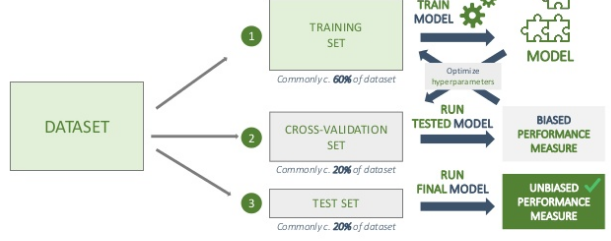 DATASET
1
TRAINING
SET
Commonly c. 60% of dataset
TRAIN
MODEL
MODEL
Optimize
hyperparameters
2
CROSS-VALIDATION
SET
Commonly c. 20% of dataset
RUN
TESTED MODEL
BIASED
PERFORMANCE
MEASURE
3
TEST SET
Commonly c. 20% of dataset
RUN
FINAL MODEL
UNBIASED
PERFORMANCE
MEASURE